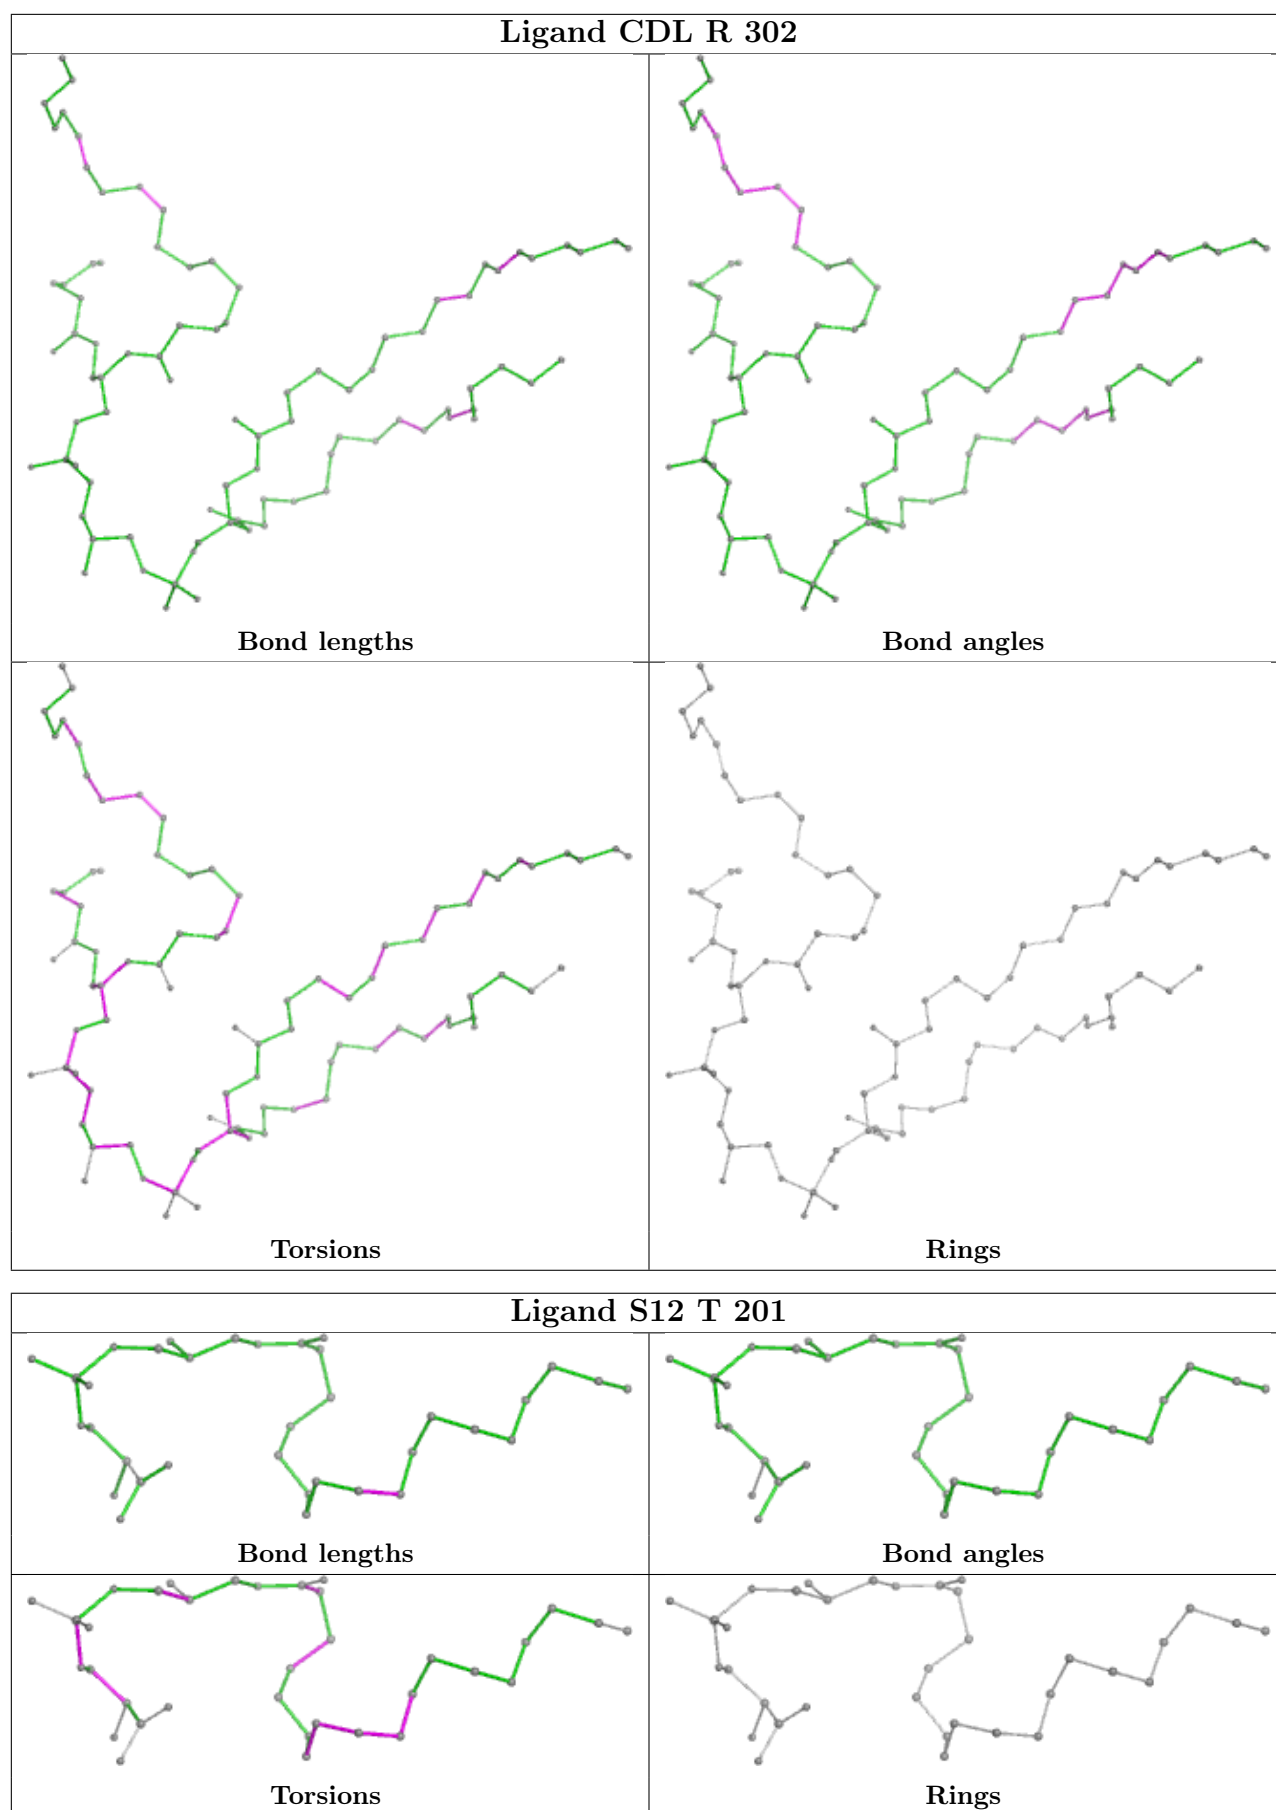 Ligand CDL R 302
Bond lengths
Bond angles
Torsions
Rings
Ligand S12 T 201
Bond lengths
Bond angles
Torsions
Rings